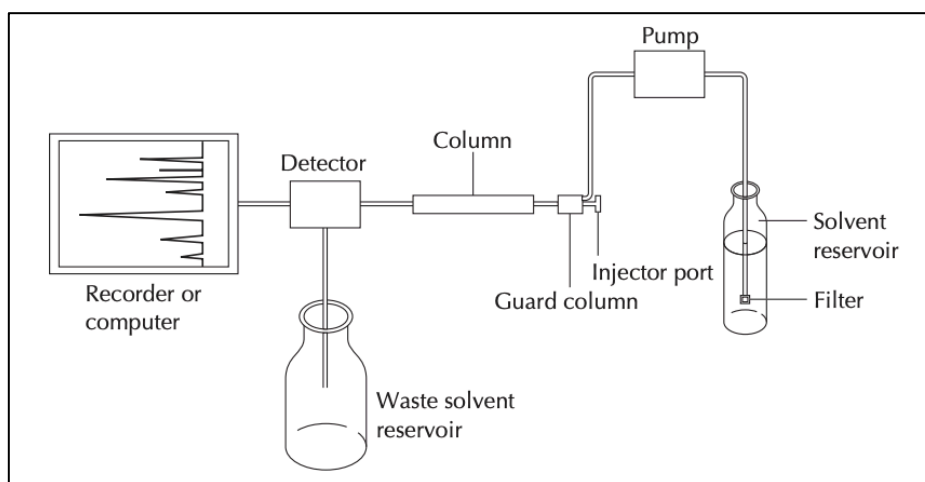 Pump
Column
Detector
Solvent
reservoir
Injector port
Recorder or
computer
Guard column
Filter
Waste solvent
reservoir